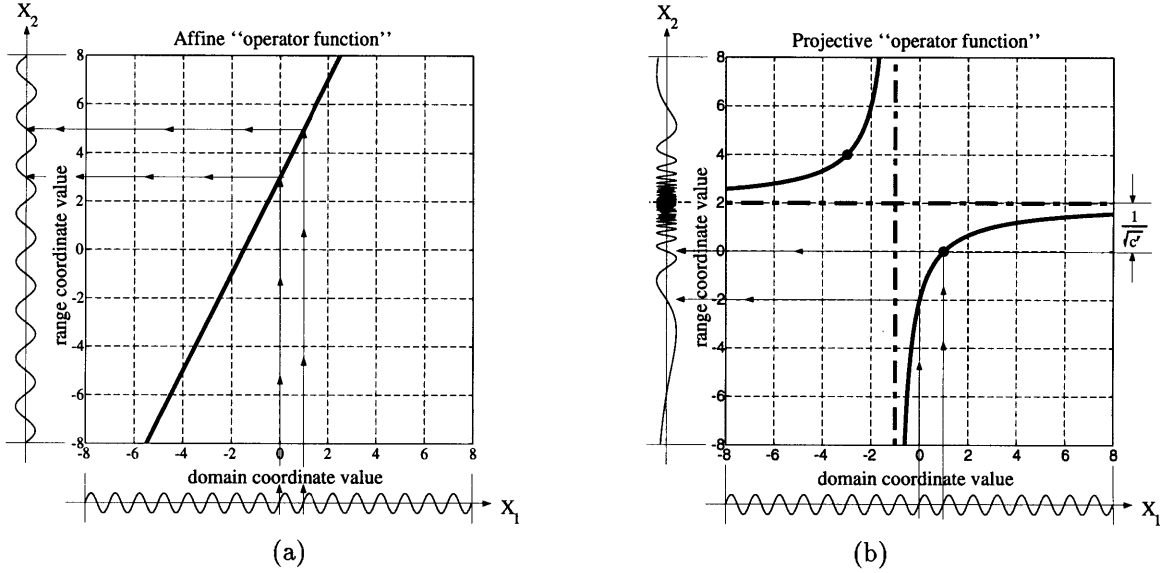 X2
Affine “operator function”
8
6
4
2
0
-2
-4
-6
-8
range coordinate value
-8 -6 -4 -2 0 2 4 6 8
domain coordinate value
X1
(a)
X2
Projective “operator function”
8
6
4
2
0
-2
-4
-6
-8
range coordinate value
1
√c'
-8 -6 -4 -2 0 2 4 6 8
domain coordinate value
X1
(b)